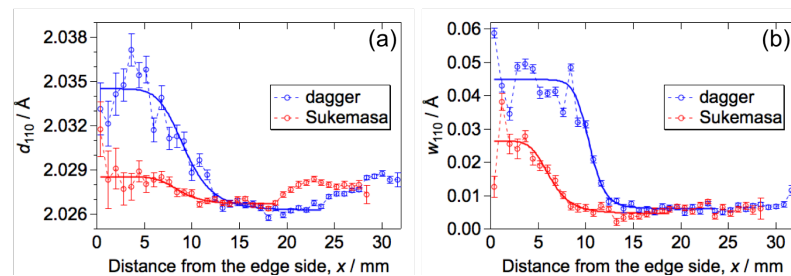 (a)
2.038
2.035
2.032
2.029
2.026
d110 / Å
dagger
Sukemasa
0 5 10 15 20 25 30
Distance from the edge side, x / mm
(b)
0.06
0.05
0.04
0.03
0.02
0.01
0.00
w110 / Å
dagger
Sukemasa
0 5 10 15 20 25 30
Distance from the edge side, x / mm